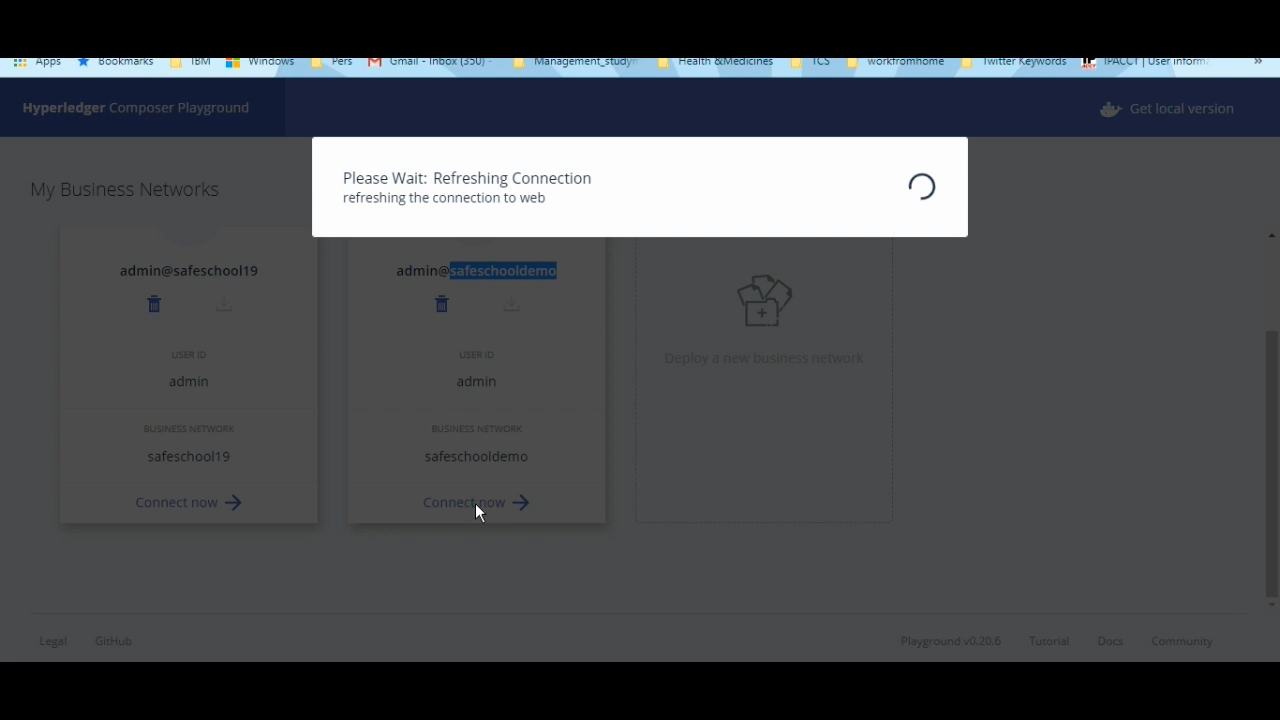 Apps Bookmarks IBM Windows Pers Gmail - Inbox (350) - Management_study Health &Medicines TCS workfromhome Twitter Keywords IPACCT | User Inform »
Hyperledger Composer Playground
Get local version
Please Wait: Refreshing Connection
refreshing the connection to web
My Business Networks
admin@safeschool19
USER ID
admin
BUSINESS NETWORK
safeschool19
Connect now
admin@safeschooldemo
USER ID
admin
BUSINESS NETWORK
safeschooldemo
Connect now
Deploy a new business network
Legal GitHub
Playground v0.20.6 Tutorial Docs Community